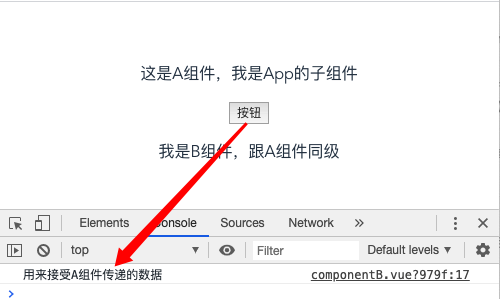 这是A组件，我是App的子组件
按钮
我是B组件，跟A组件同级
Elements Console Sources Network »
top Filter Default levels
用来接受A组件传递的数据 componentB.vue?979f:17